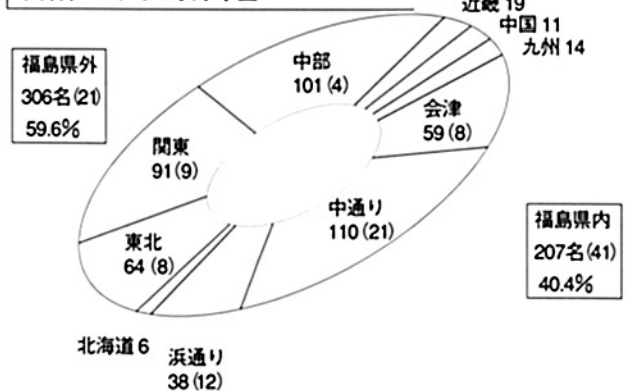 近畿 19
中国 11
九州 14
福島県外
306名(21)
59.6%
中部
101(4)
会津
59(8)
関東
91(9)
中通り
110(21)
福島県内
207名(41)
40.4%
東北
64(8)
北海道 6
浜通り
38(12)